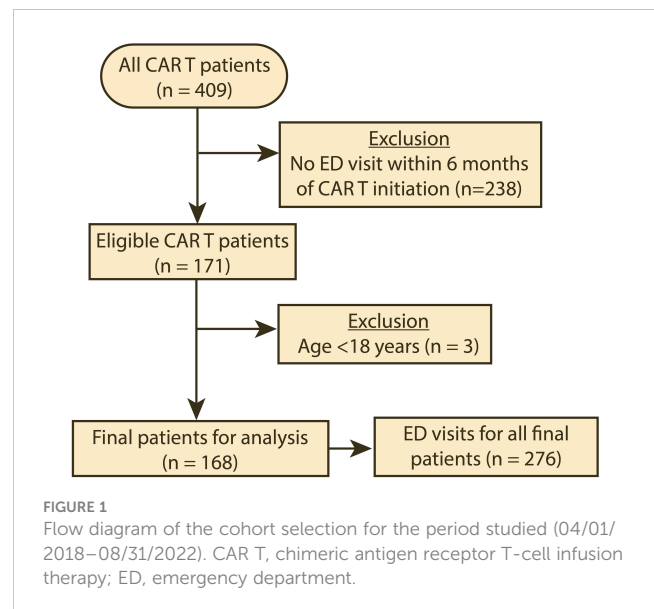 All CAR T patients
(n = 409)
Exclusion
No ED visit within 6 months
of CAR T initiation (n=238)
Eligible CAR T patients
(n = 171)
Exclusion
Age <18 years (n = 3)
Final patients for analysis
(n = 168)
ED visits for all final
patients (n = 276)
FIGURE 1
Flow diagram of the cohort selection for the period studied (04/01/
2018–08/31/2022). CAR T, chimeric antigen receptor T-cell infusion
therapy; ED, emergency department.